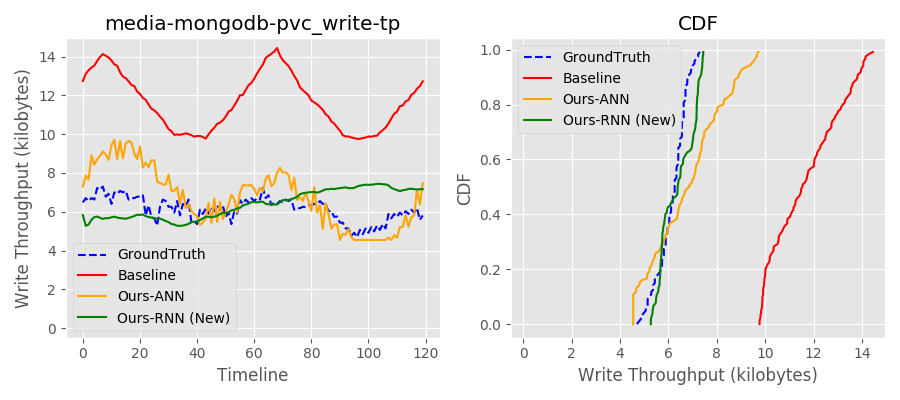 media-mongodb-pvc_write-tp
Write Throughput (kilobytes)
14
12
10
8
6
4
2
0
GroundTruth
Baseline
Ours-ANN
Ours-RNN (New)
0 20 40 60 80 100 120
Timeline
CDF
CDF
1.0
0.8
0.6
0.4
0.2
0.0
GroundTruth
Baseline
Ours-ANN
Ours-RNN (New)
0 2 4 6 8 10 12 14
Write Throughput (kilobytes)